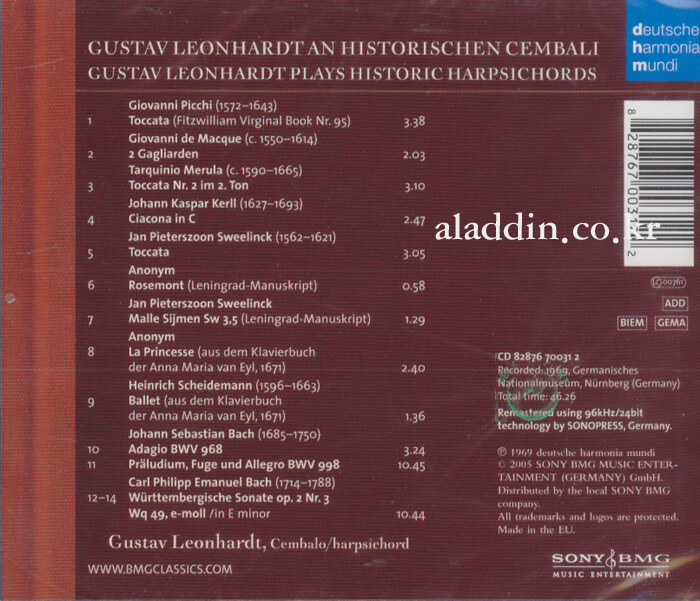 deutsche
harmonia
mundi
d
h
m
GUSTAV LEONHARDT AN HISTORISCHEN CEMBALI
GUSTAV LEONHARDT PLAYS HISTORIC HARPSICHORDS
Giovanni Picchi (1572–1643)
1 Toccata (Fitzwilliam Virginal Book Nr. 95) 3.38
Giovanni de Macque (c. 1550–1614)
2 2 Gagliarden 2.03
Tarquinio Merula (c. 1590–1665)
3 Toccata Nr. 2 im 2. Ton 3.10
Johann Kaspar Kerll (1627–1693)
4 Ciacona in C 2.47
Jan Pieterszoon Sweelinck (1562–1621)
5 Toccata 3.05
Anonym
6 Rosemont (Leningrad-Manuskript) 0.58
Jan Pieterszoon Sweelinck
7 Malle Sijmen Sw 3,5 (Leningrad-Manuskript) 1.29
Anonym
8 La Princesse (aus dem Klavierbuch
der Anna Maria van Eyl, 1671) 2.40
Heinrich Scheidemann (1596–1663)
9 Ballet (aus dem Klavierbuch
der Anna Maria van Eyl, 1671) 1.36
Johann Sebastian Bach (1685–1750)
10 Adagio BWV 968 3.24
11 Präludium, Fuge und Allegro BWV 998 10.45
Carl Philipp Emanuel Bach (1714–1788)
12–14 Württembergische Sonate op. 2 Nr. 3
Wq 49, e-moll /in E minor 10.44
Gustav Leonhardt, Cembalo/harpsichord
WWW.BMGCLASSICS.COM
aladdin.co.kr
8 28767 0031 2
LC 00761
ADD
BIEM GEMA
CD 82876 70031 2
Recorded: 1969, Germanisches
Nationalmuseum, Nürnberg (Germany)
Total time: 46.26
Remastered using 96kHz/24bit
technology by SONOPRESS, Germany.
℗ 1969 deutsche harmonia mundi
© 2005 SONY BMG MUSIC ENTER-
TAINMENT (GERMANY) GmbH.
Distributed by the local SONY BMG
company.
All trademarks and logos are protected.
Made in the EU.
SONY BMG
MUSIC ENTERTAINMENT